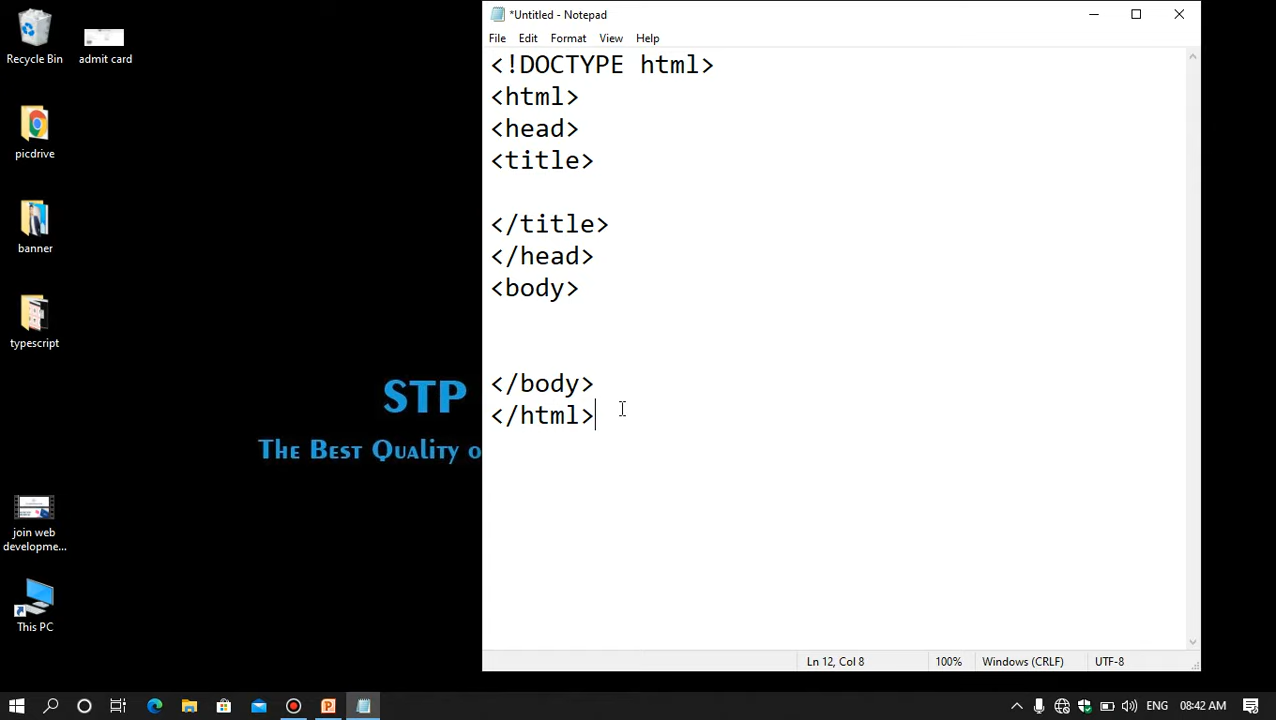 *Untitled - Notepad
File Edit Format View Help
<!DOCTYPE html>
<html>
<head>
<title>
</title>
</head>
<body>
</body>
</html>
Ln 12, Col 8 100% Windows (CRLF) UTF-8
Recycle Bin
admit card
picdrive
banner
typescript
join web
developme...
This PC
STP
The Best Quality o
ENG 08:42 AM